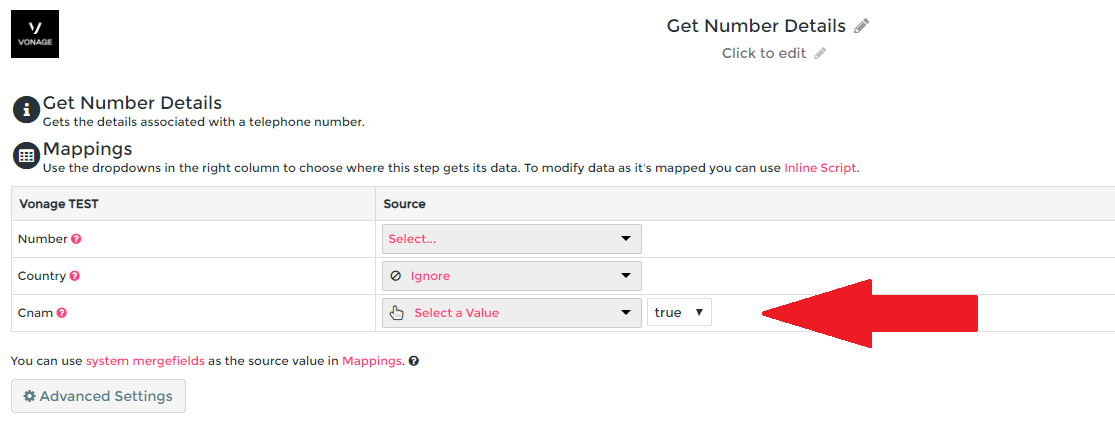 VONAGE
Get Number Details
Click to edit
Get Number Details
Gets the details associated with a telephone number.
Mappings
Use the dropdowns in the right column to choose where this step gets its data. To modify data as it's mapped you can use Inline Script.
Vonage TEST Source
Number ? Select...
Country ? Ignore
Cnam ? Select a Value true
You can use system mergefields as the source value in Mappings. ?
Advanced Settings